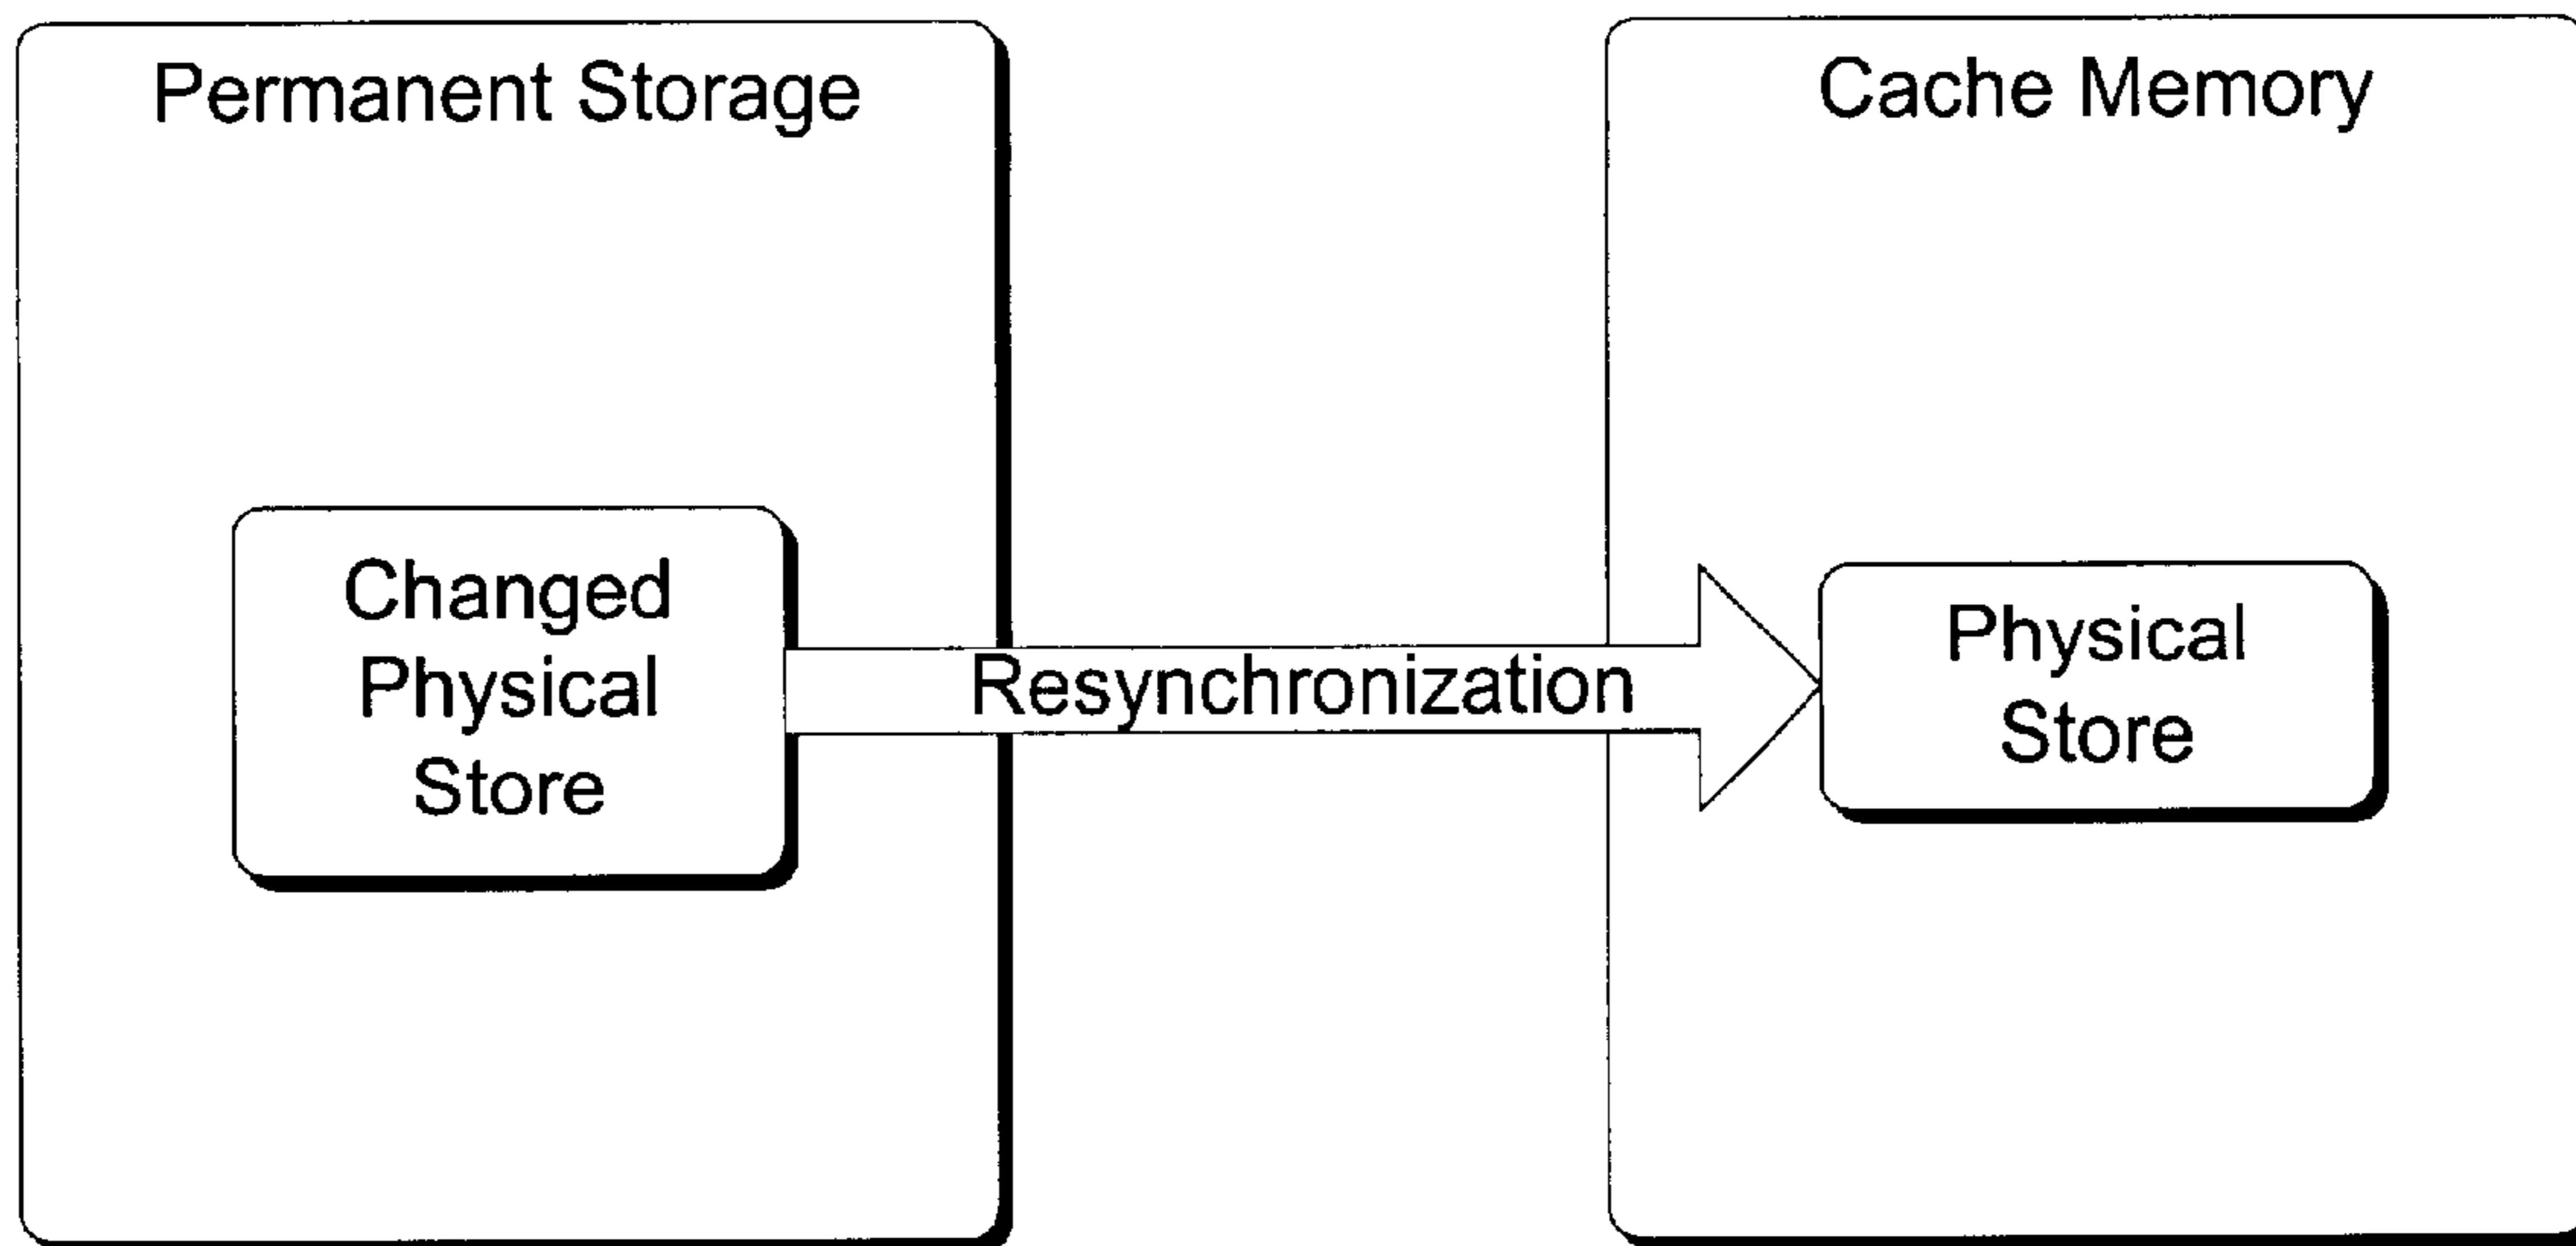 Permanent Storage
Cache Memory
Changed
Physical
Store
Resynchronization
Physical
Store